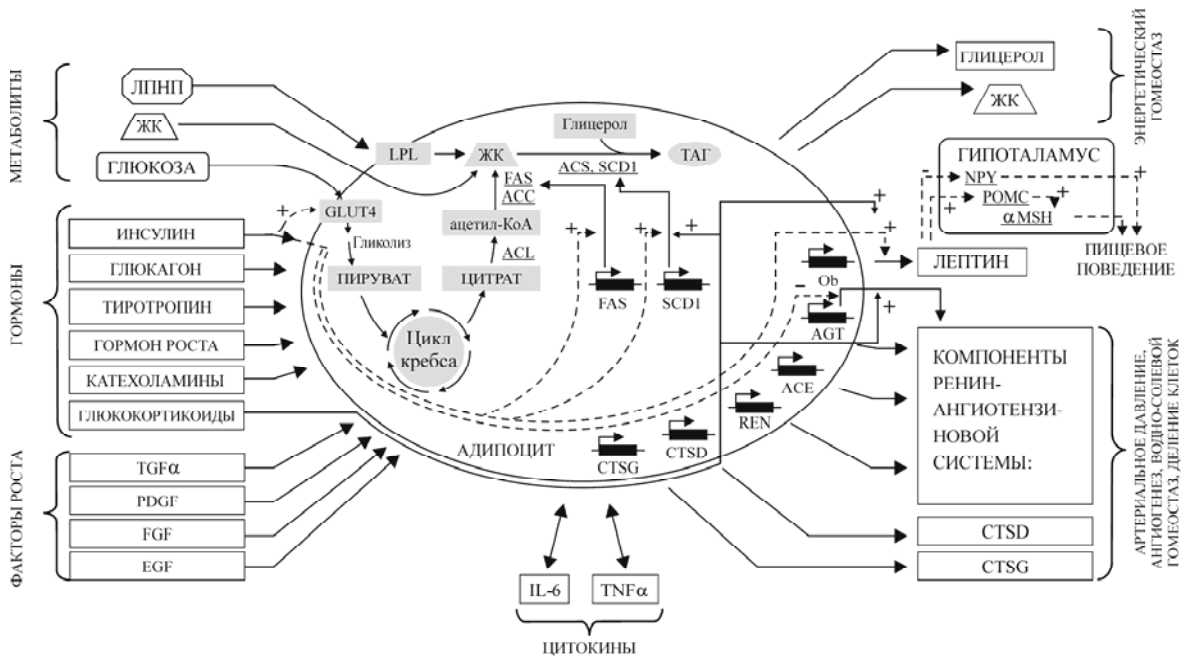 МЕТАБОЛИТЫ
ЛПНП
ЖК
ГЛЮКОЗА
ГОРМОНЫ
ИНСУЛИН
ГЛЮКАГОН
ТИРОТРОПИН
ГОРМОН РОСТА
КАТЕХОЛАМИНЫ
ГЛЮКОКОРТИКОИДЫ
ФАКТОРЫ РОСТА
TGFα
PDGF
FGF
EGF
LPL
ЖК
Глицерол
ACS, SCD1
ТАГ
FAS
ACC
+
GLUT4
ацетил-КоА
Гликолиз
ACL
ПИРУВАТ
ЦИТРАТ
Цикл
кребса
+
+
+
FAS
SCD1
+
+
Ob
-
+
AGT
ACE
REN
CTSD
CTSG
АДИПОЦИТ
IL-6
TNFα
ЦИТОКИНЫ
ГЛИЦЕРОЛ
ЖК
ЭНЕРГЕТИЧЕСКИЙ
ГОМЕОСТАЗ
ГИПОТАЛАМУС
-
NPY
-
+
POMC
+
α MSH
ЛЕПТИН
ПИЩЕВОЕ
ПОВЕДЕНИЕ
КОМПОНЕНТЫ
РЕНИН-
АНГИОТЕНЗИ-
НОВОЙ
СИСТЕМЫ:
CTSD
CTSG
АРТЕРИАЛЬНОЕ ДАВЛЕНИЕ,
АНГИОГЕНЕЗ, ВОДНО-СОЛЕВОЙ
ГОМЕОСТАЗ, ДЕЛЕНИЕ КЛЕТОК